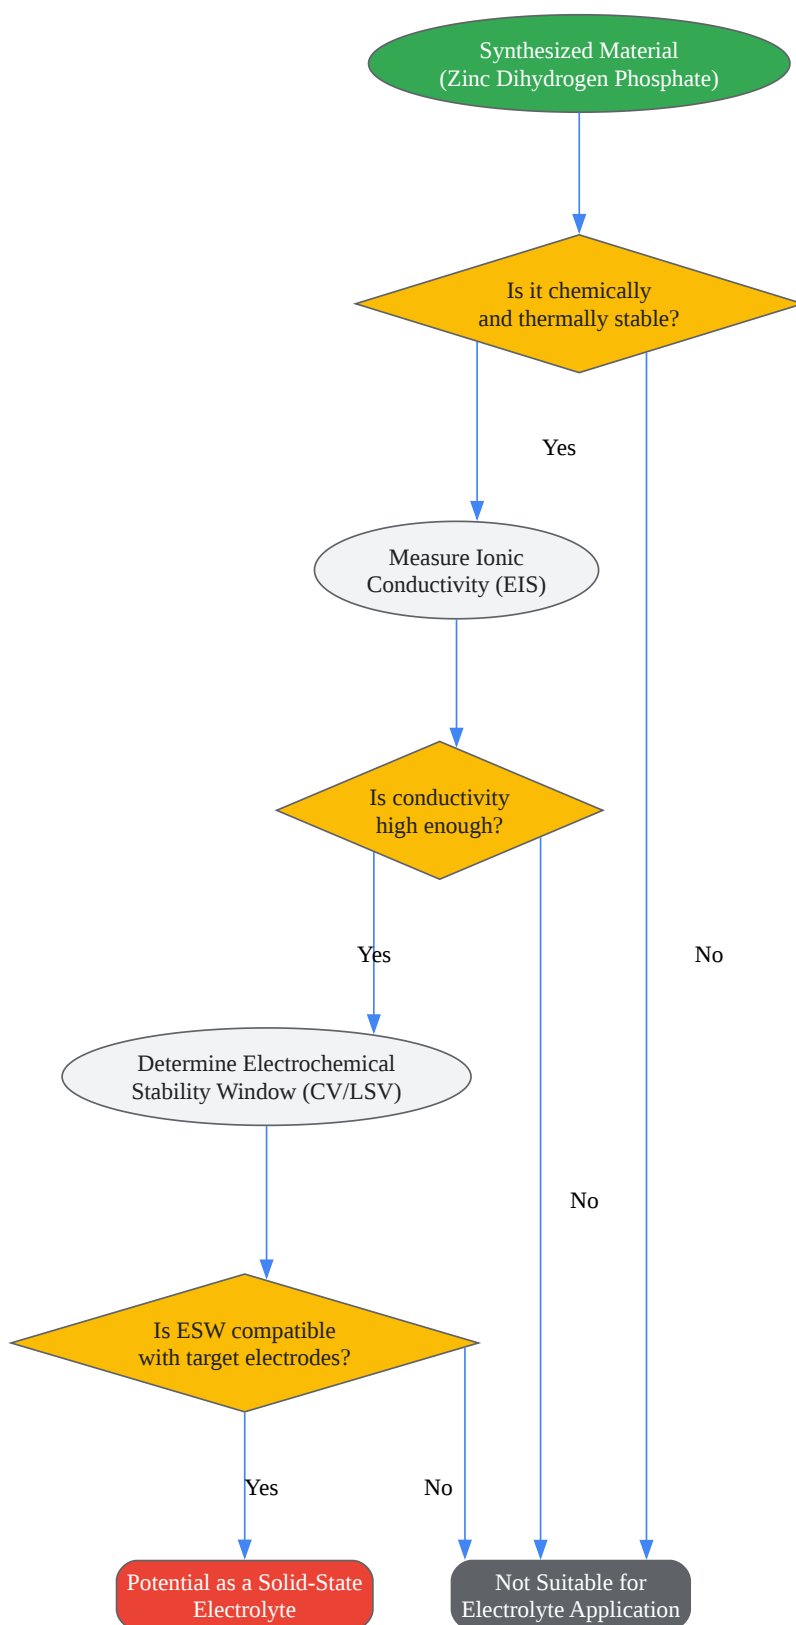 Synthesized Material
(Zinc Dihydrogen Phosphate)
Is it chemically
and thermally stable?
Yes
Measure Ionic
Conductivity (EIS)
Is conductivity
high enough?
Yes
No
Determine Electrochemical
Stability Window (CV/LSV)
No
Is ESW compatible
with target electrodes?
Yes
No
Potential as a Solid-State
Electrolyte
Not Suitable for
Electrolyte Application